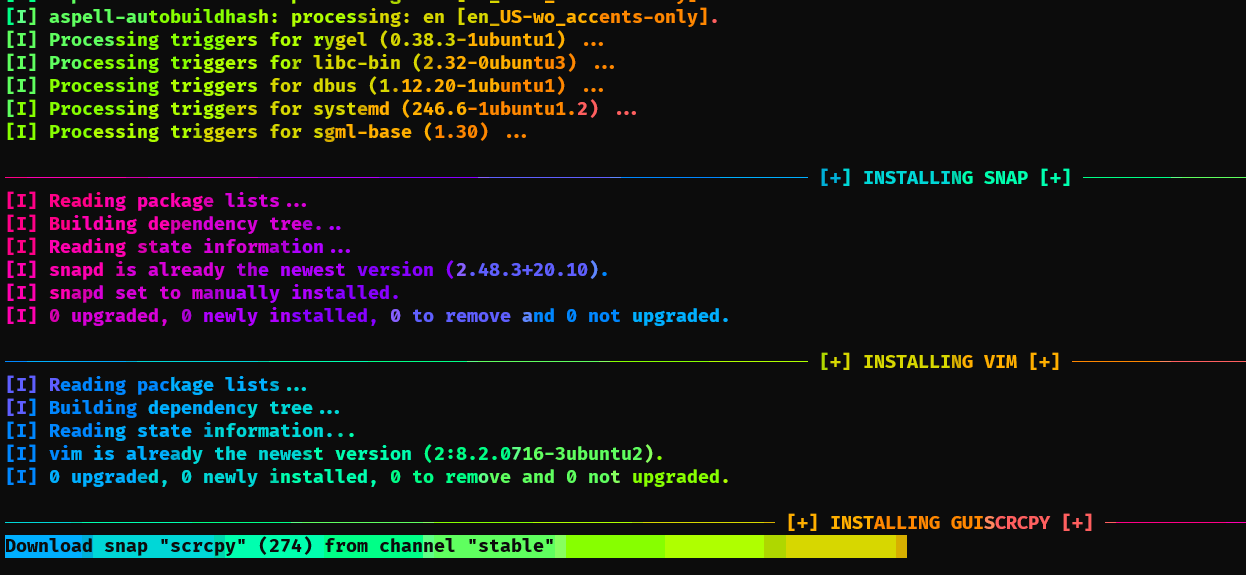 [I] aspell-autobuildhash: processing: en [en_US-wo_accents-only].
[I] Processing triggers for rygel (0.38.3-1ubuntu1) ...
[I] Processing triggers for libc-bin (2.32-0ubuntu3) ...
[I] Processing triggers for dbus (1.12.20-1ubuntu1) ...
[I] Processing triggers for systemd (246.6-1ubuntu1.2) ...
[I] Processing triggers for sgml-base (1.30) ...
[+] INSTALLING SNAP [+]
[I] Reading package lists...
[I] Building dependency tree...
[I] Reading state information...
[I] snapd is already the newest version (2.48.3+20.10).
[I] snapd set to manually installed.
[I] 0 upgraded, 0 newly installed, 0 to remove and 0 not upgraded.
[+] INSTALLING VIM [+]
[I] Reading package lists...
[I] Building dependency tree...
[I] Reading state information...
[I] vim is already the newest version (2:8.2.0716-3ubuntu2).
[I] 0 upgraded, 0 newly installed, 0 to remove and 0 not upgraded.
[+] INSTALLING GUISCRCPY [+]
Download snap "scrcpy" (274) from channel "stable"